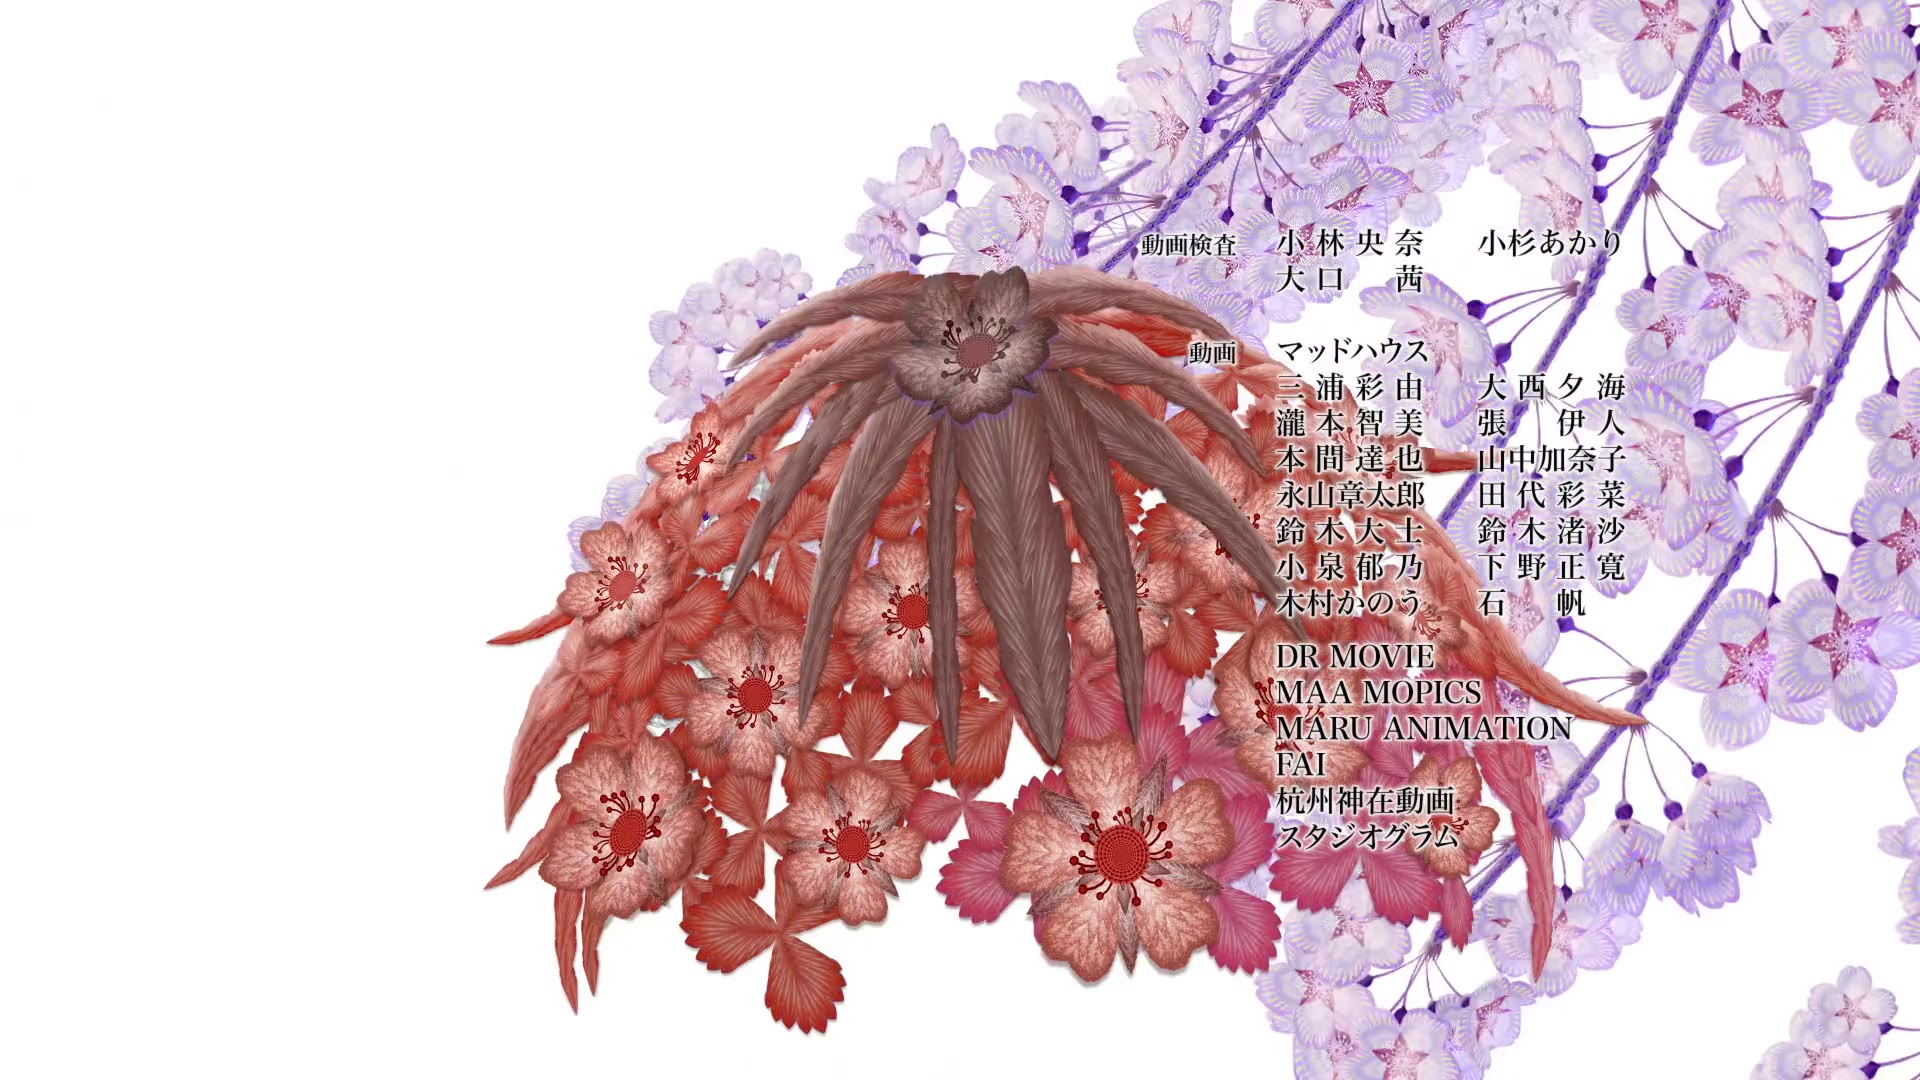 動画検査 小林央奈 小杉あかり
大口 茜
動画 マッドハウス
三浦彩由 大西夕海
瀧本智美 張 伊人
本間達也 山中加奈子
永山章太郎 田代彩菜
鈴木大士 鈴木渚沙
小泉郁乃 下野正寛
木村かのう 石 帆
DR MOVIE
MAA MOPICS
MARU ANIMATION
FAI
杭州神在動画
スタジオグラム